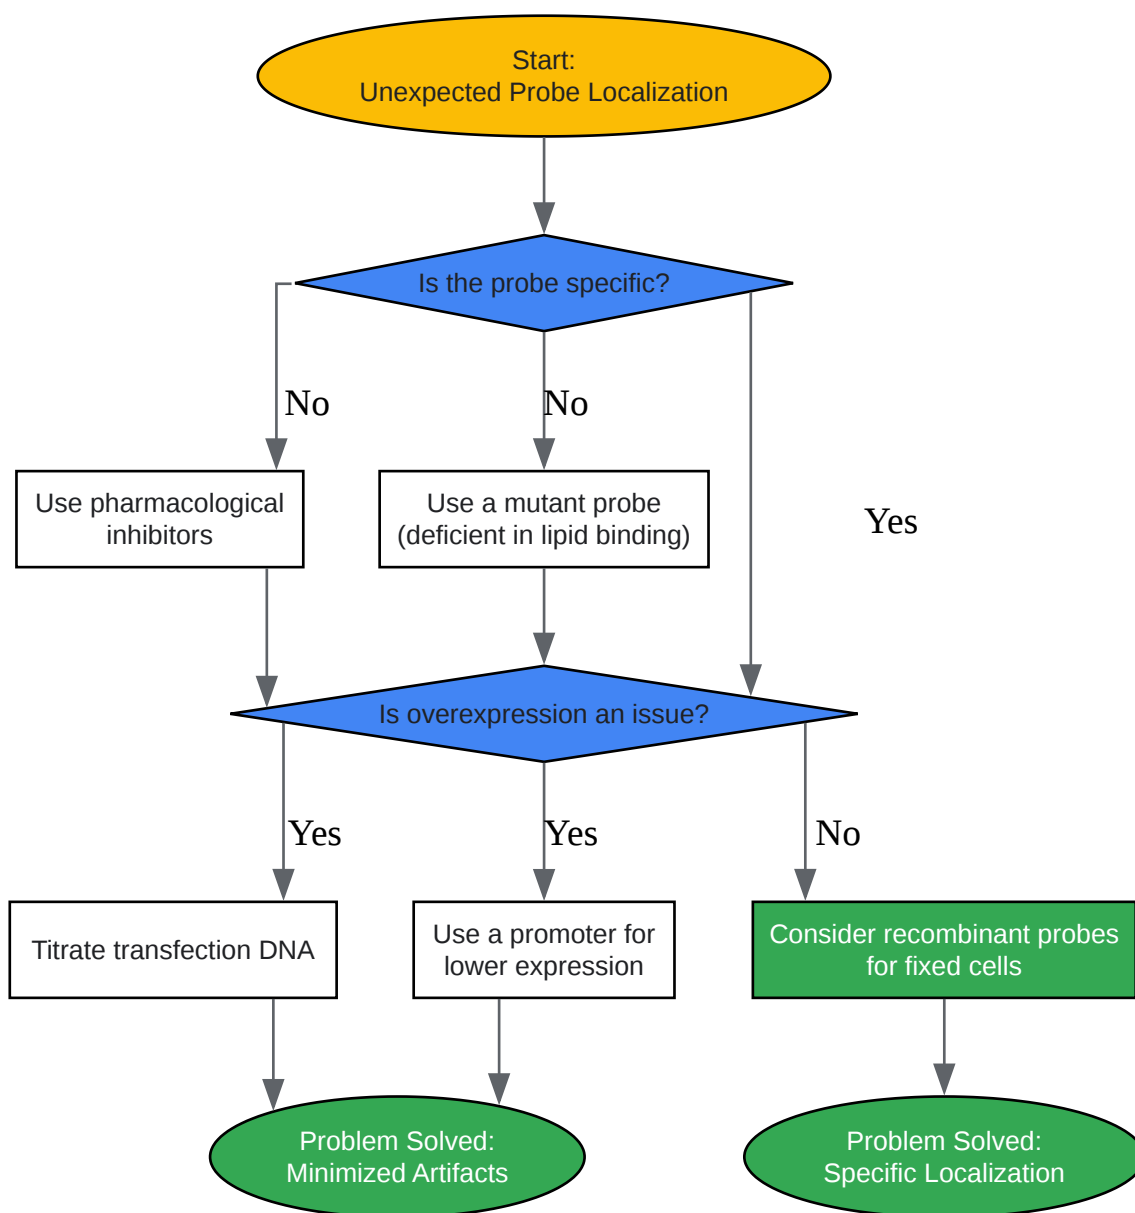 Start:
Unexpected Probe Localization
Is the probe specific?
No
No
Use pharmacological
inhibitors
Use a mutant probe
(deficient in lipid binding)
Yes
Is overexpression an issue?
Yes
Yes
No
Titrate transfection DNA
Use a promoter for
lower expression
Consider recombinant probes
for fixed cells
Problem Solved:
Minimized Artifacts
Problem Solved:
Specific Localization